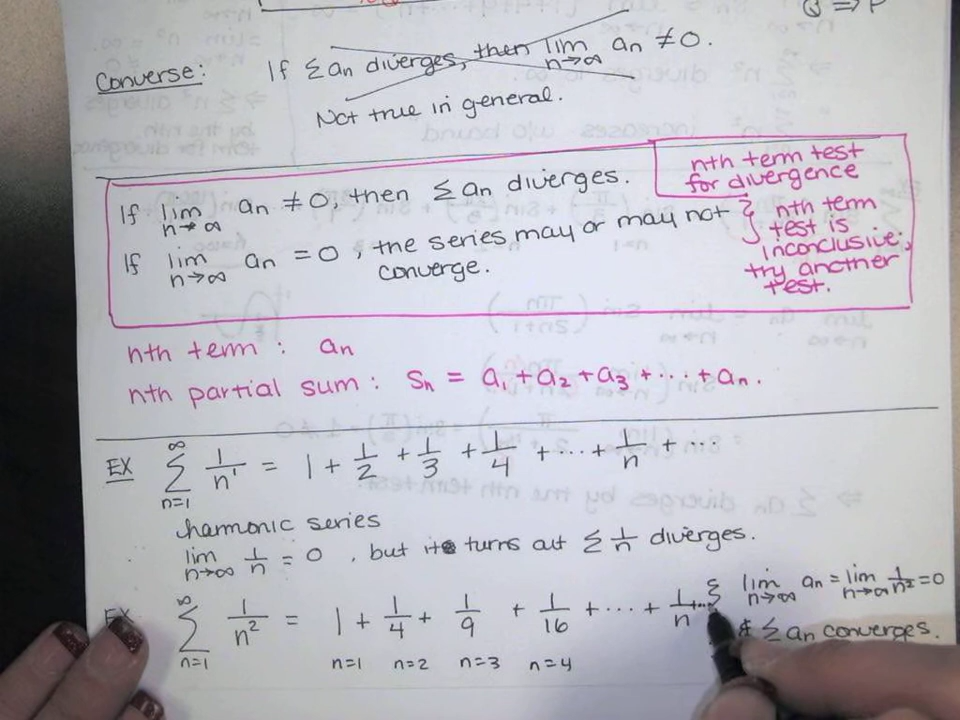 Q ⇒ P
Converse: If Σ an diverges, then lim n→∞ an ≠ 0.
Not true in general.
nth term test
for divergence
If lim n→∞ an ≠ 0, then Σ an diverges.
If lim n→∞ an = 0, the series may or may not
converge.
} nth term
test is
inconclusive,
try another
test.
nth term : an
nth partial sum : Sn = a1 + a2 + a3 + ... + an.
EX ∞ Σ n=1 1/n^1 = 1 + 1/2 + 1/3 + 1/4 + ... + 1/n + ...
harmonic series
lim n→∞ 1/n = 0 , but it turns out Σ 1/n diverges.
EX ∞ Σ n=1 1/n² = 1 + 1/4 + 1/9 + 1/16 + ... + 1/n
n=1 n=2 n=3 n=4
} lim n→∞ an = lim n→∞ 1/n² = 0
& Σ an converges.